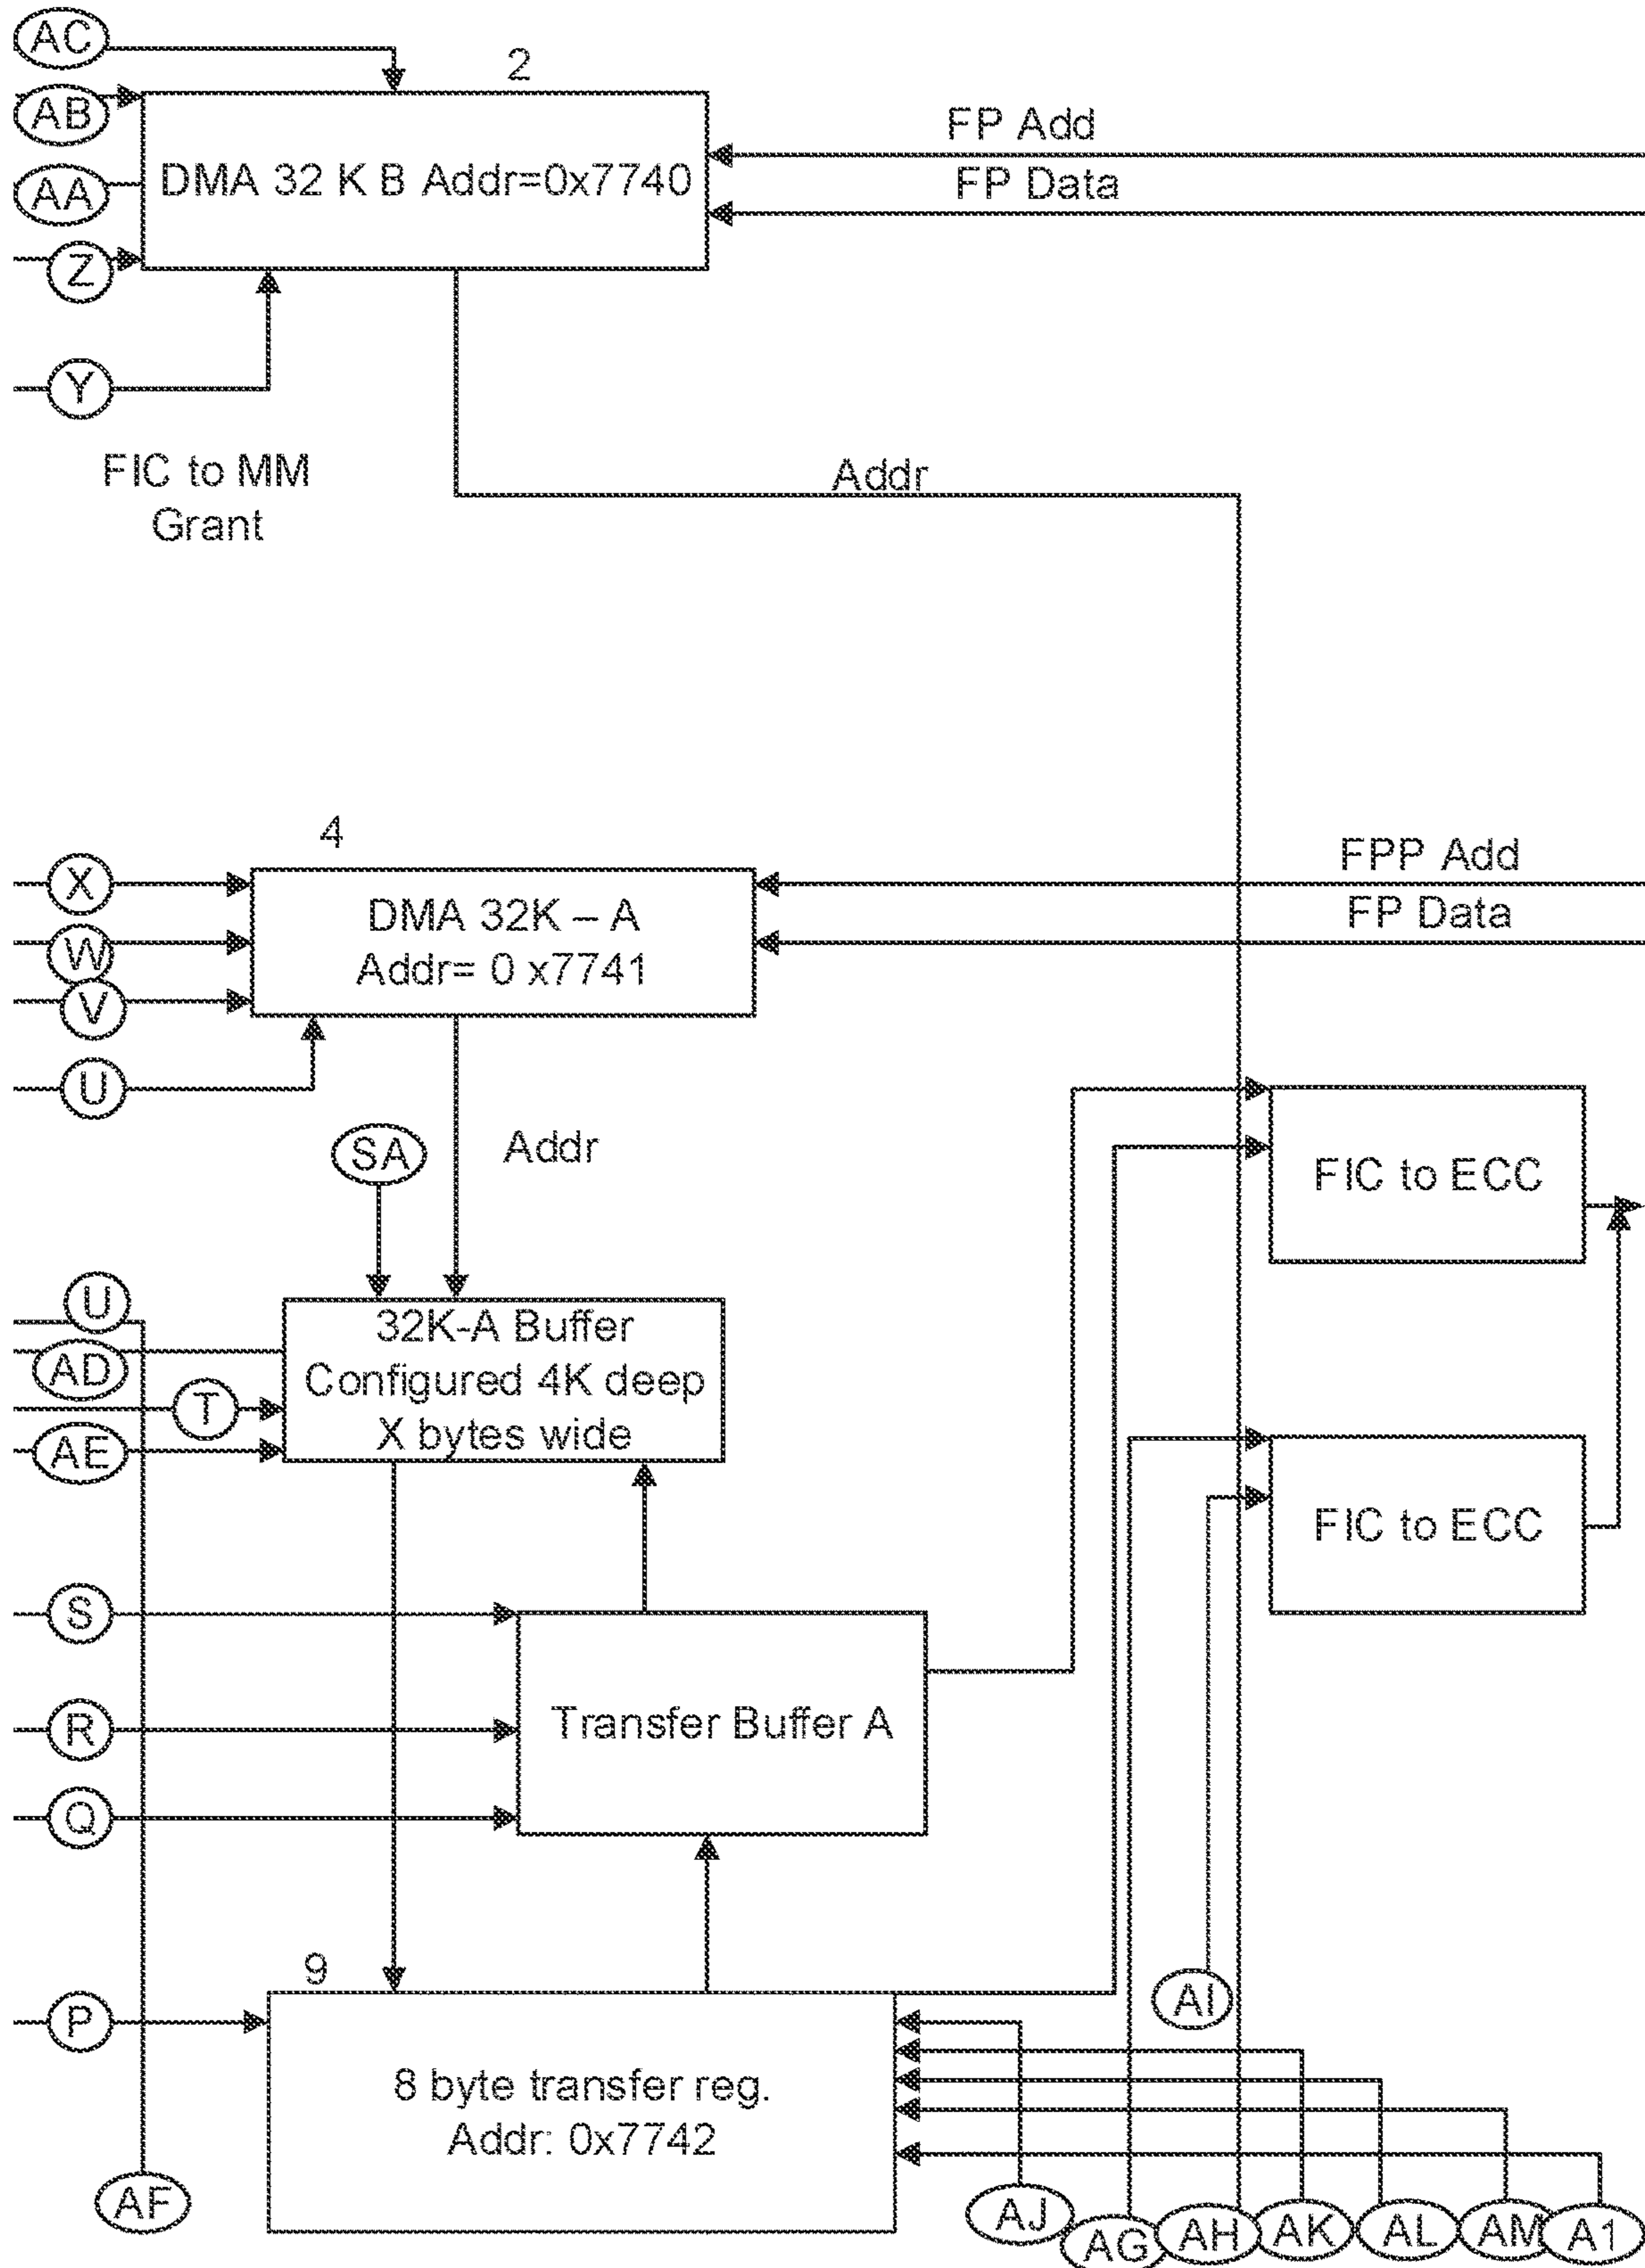 AC
2
AB
FP Add
DMA 32 K B Addr=0x7740
AA
FP Data
Z
Y
FIC to MM
Grant
Addr
4
X
FPP Add
DMA 32K – A
FP Data
W
Addr= 0 x7741
V
U
SA
Addr
FIC to ECC
U
32K-A Buffer
AD
Configured 4K deep
T
X bytes wide
AE
FIC to ECC
S
R
Transfer Buffer A
Q
9
P
AI
8 byte transfer reg.
Addr: 0x7742
AF
AJ
AG
AH
AK
AL
AM
A1